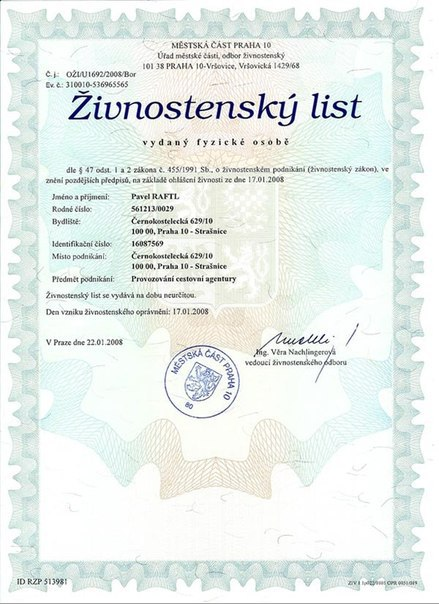 MĚSTSKÁ ČÁST PRAHA 10
Úřad městské části, odbor živnostenský
101 38 PRAHA 10-Vršovice, Vršovická 1429/68
Č. j.: OŽI/U1692/2008/Bor
Ev. č.: 310010-536965565
Živnostenský list
vydaný fyzické osobě
dle § 47 odst. 1 a 2 zákona č. 455/1991 Sb., o živnostenském podnikání (živnostenský zákon), ve
znění pozdějších předpisů, na základě ohlášení živnosti ze dne 17.01.2008
Jméno a příjmení: Pavel RAFTL
Rodné číslo: 561213/0029
Bydliště: Černokostelecká 629/10
100 00, Praha 10 - Strašnice
Identifikační číslo: 16087569
Místo podnikání: Černokostelecká 629/10
100 00, Praha 10 - Strašnice
Předmět podnikání: Provozování cestovní agentury
Živnostenský list se vydává na dobu neurčitou.
Den vzniku živnostenského oprávnění: 17.01.2008
V Praze dne 22.01.2008
Ing. Věra Nachlingerová
vedoucí živnostenského odboru
MĚSTSKÁ ČÁST PRAHA 10
80
ID RZP 513981